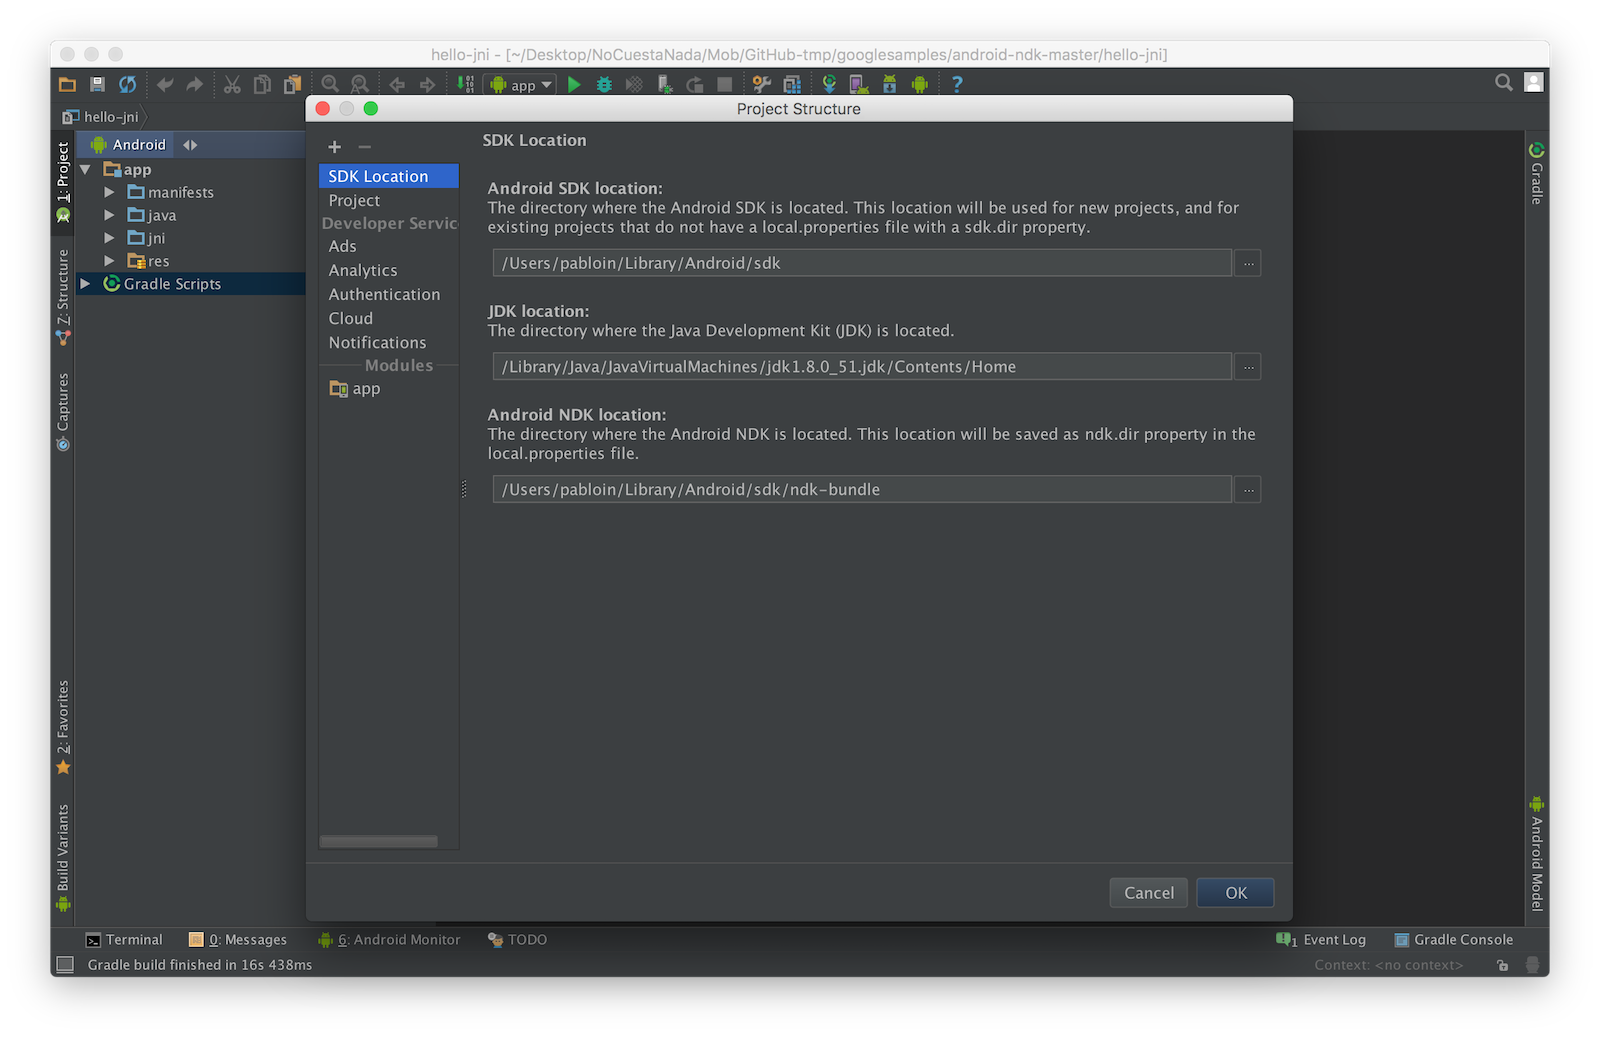 hello-jni - [~/Desktop/NoCuestaNada/Mob/GitHub-tmp/googlesamples/android-ndk-master/hello-jni]
app
?
hello-jni
Project Structure
1: Project
Android
app
manifests
java
jni
res
Gradle Scripts
Z: Structure
Captures
2: Favorites
Build Variants
SDK Location
Project
Developer Servic
Ads
Analytics
Authentication
Cloud
Notifications
Modules
app
SDK Location
Android SDK location:
The directory where the Android SDK is located. This location will be used for new projects, and for
existing projects that do not have a local.properties file with a sdk.dir property.
/Users/pabloin/Library/Android/sdk
...
JDK location:
The directory where the Java Development Kit (JDK) is located.
/Library/Java/JavaVirtualMachines/jdk1.8.0_51.jdk/Contents/Home
...
Android NDK location:
The directory where the Android NDK is located. This location will be saved as ndk.dir property in the
local.properties file.
/Users/pabloin/Library/Android/sdk/ndk-bundle
...
Cancel
OK
Gradle
Android Model
Terminal
0: Messages
6: Android Monitor
TODO
1 Event Log
Gradle Console
Gradle build finished in 16s 438ms
Context: <no context>